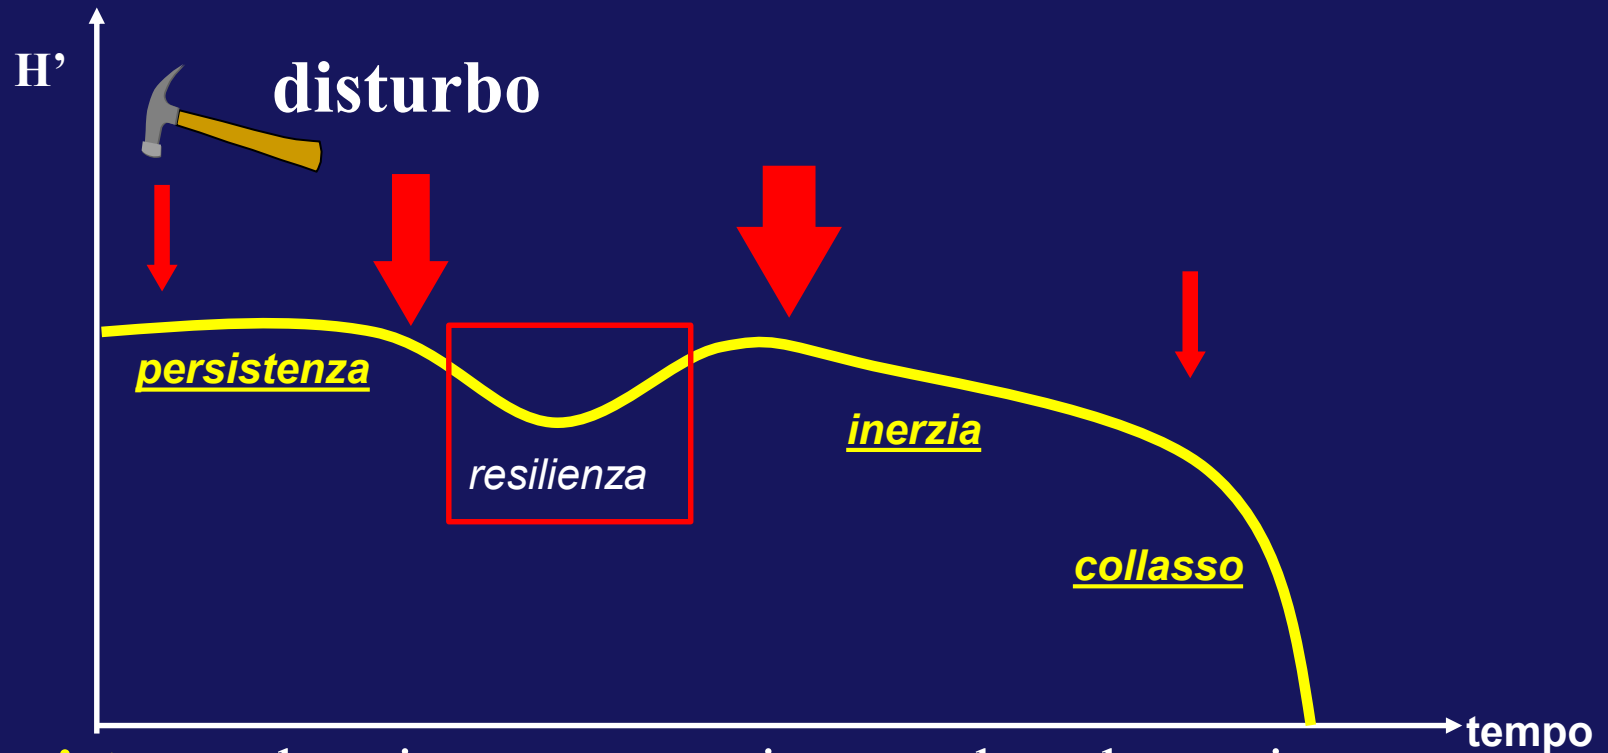 H’
disturbo
persistenza
resilienza
inerzia
collasso
tempo